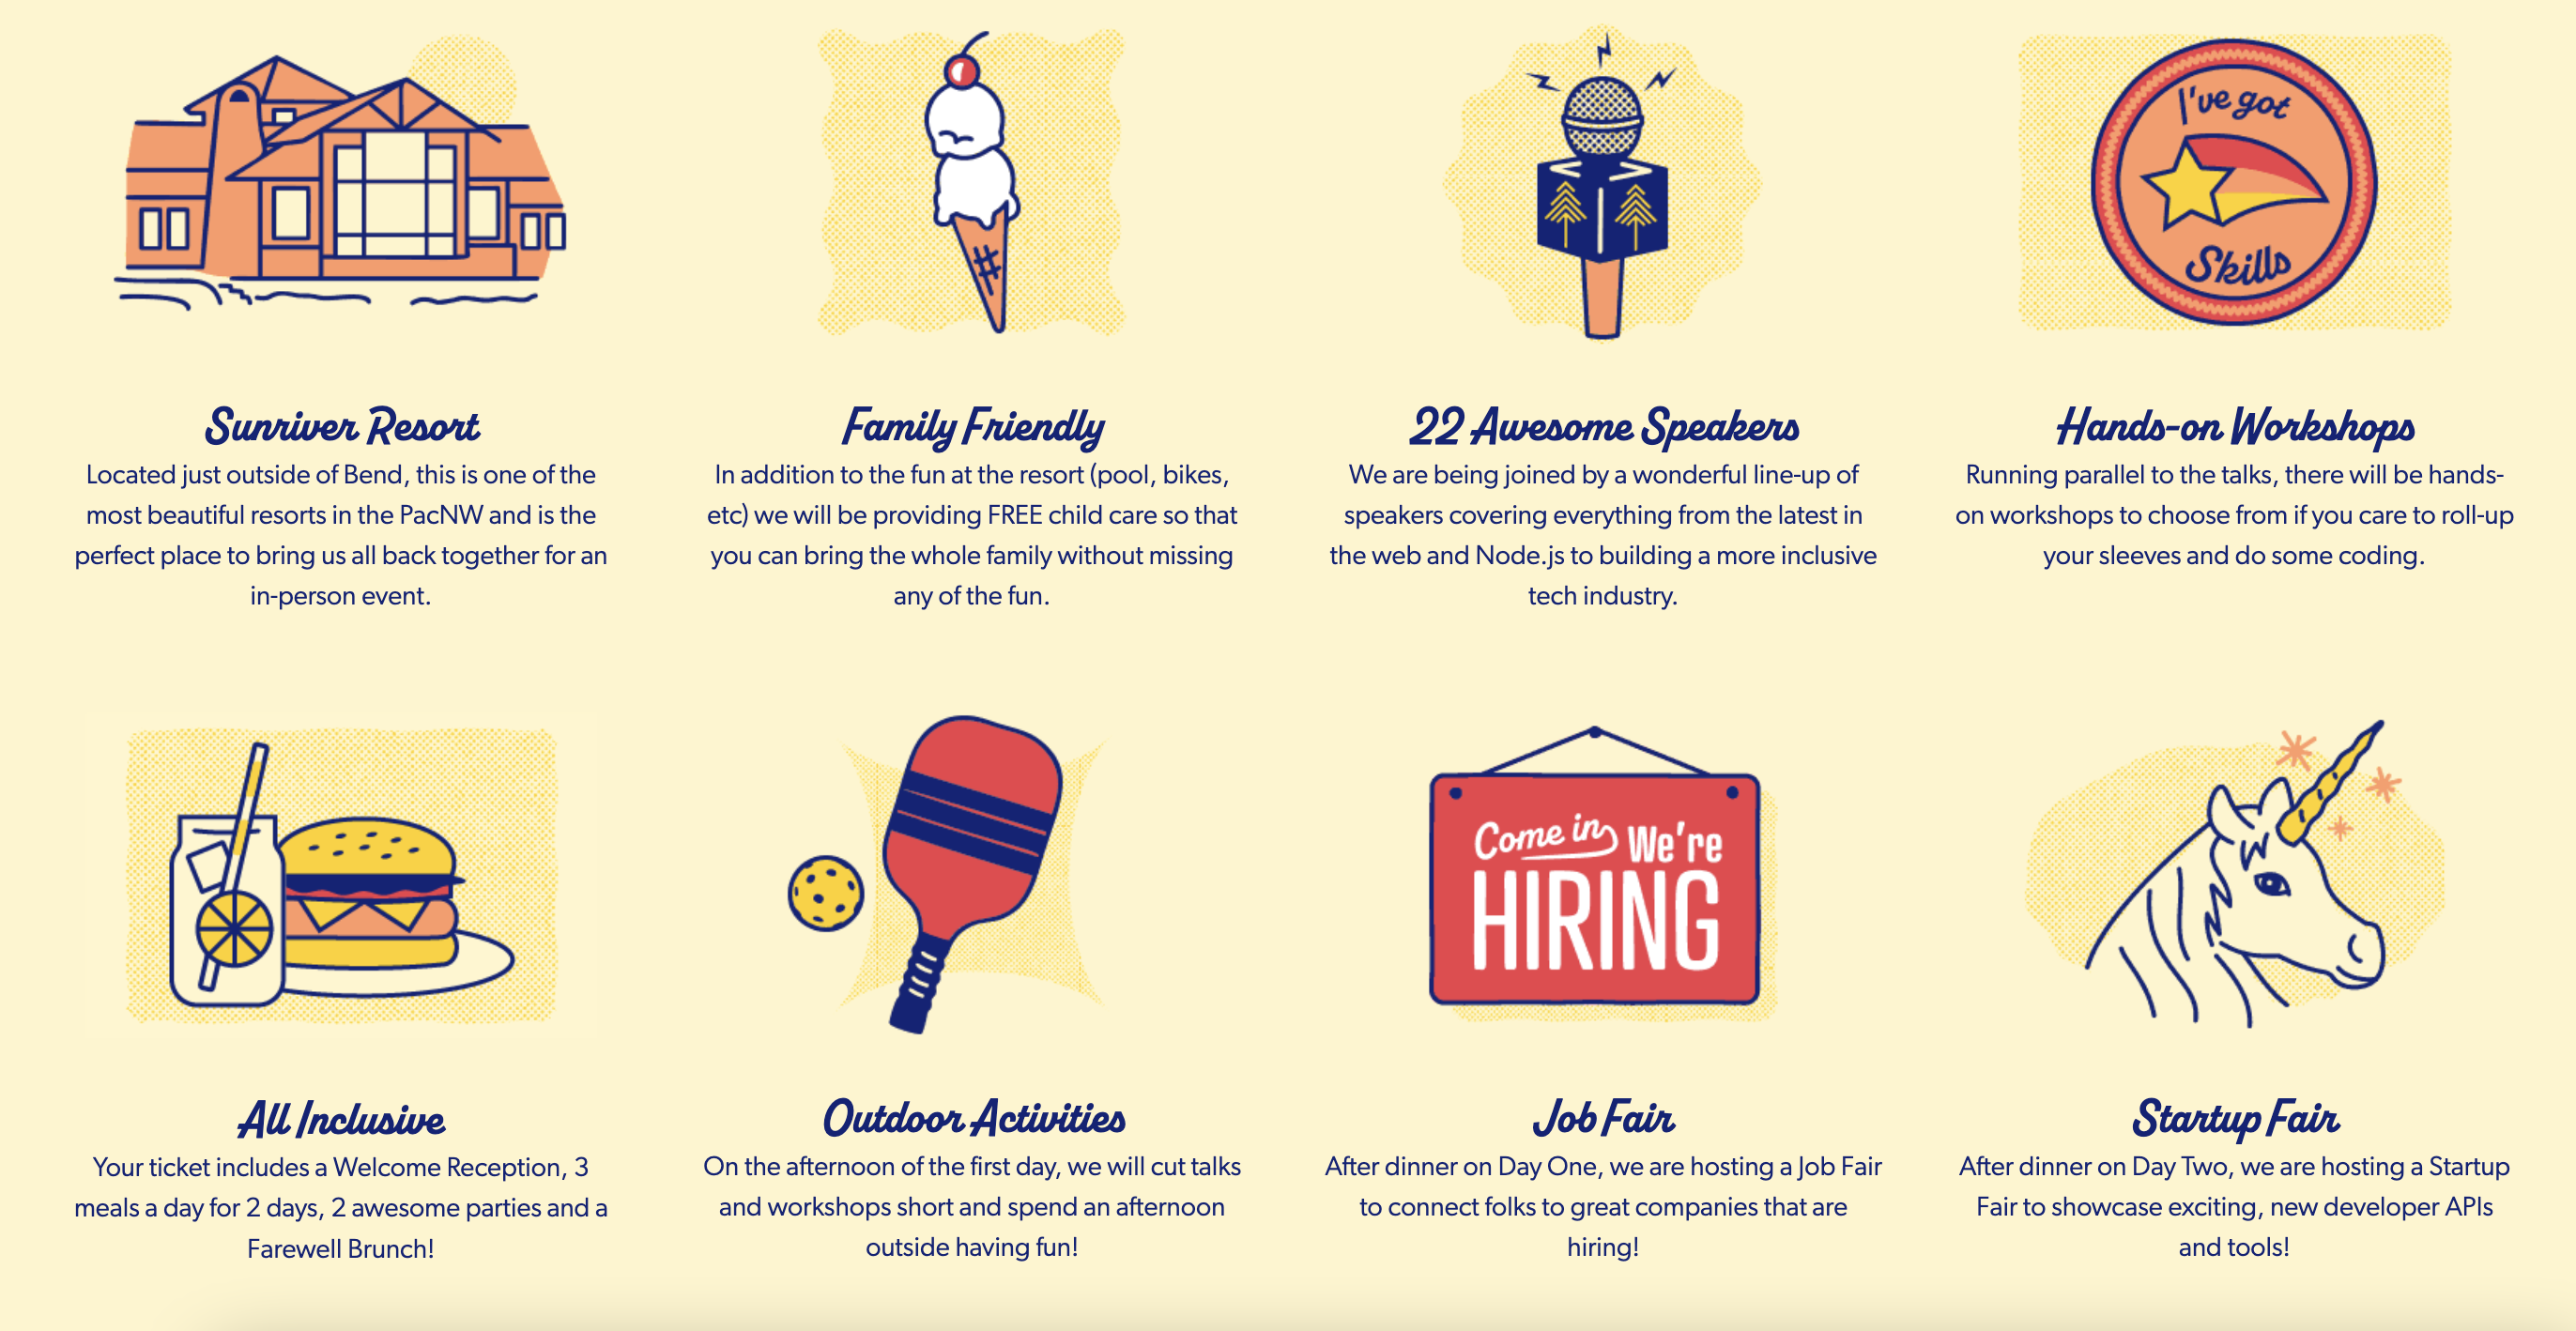 I've got
Skills
Sunriver Resort
Located just outside of Bend, this is one of the
most beautiful resorts in the PacNW and is the
perfect place to bring us all back together for an
in-person event.
Family Friendly
In addition to the fun at the resort (pool, bikes,
etc) we will be providing FREE child care so that
you can bring the whole family without missing
any of the fun.
22 Awesome Speakers
We are being joined by a wonderful line-up of
speakers covering everything from the latest in
the web and Node.js to building a more inclusive
tech industry.
Hands-on Workshops
Running parallel to the talks, there will be hands-
on workshops to choose from if you care to roll-up
your sleeves and do some coding.
All Inclusive
Your ticket includes a Welcome Reception, 3
meals a day for 2 days, 2 awesome parties and a
Farewell Brunch!
Outdoor Activities
On the afternoon of the first day, we will cut talks
and workshops short and spend an afternoon
outside having fun!
Come in We're
HIRING
Job Fair
After dinner on Day One, we are hosting a Job Fair
to connect folks to great companies that are
hiring!
Startup Fair
After dinner on Day Two, we are hosting a Startup
Fair to showcase exciting, new developer APIs
and tools!